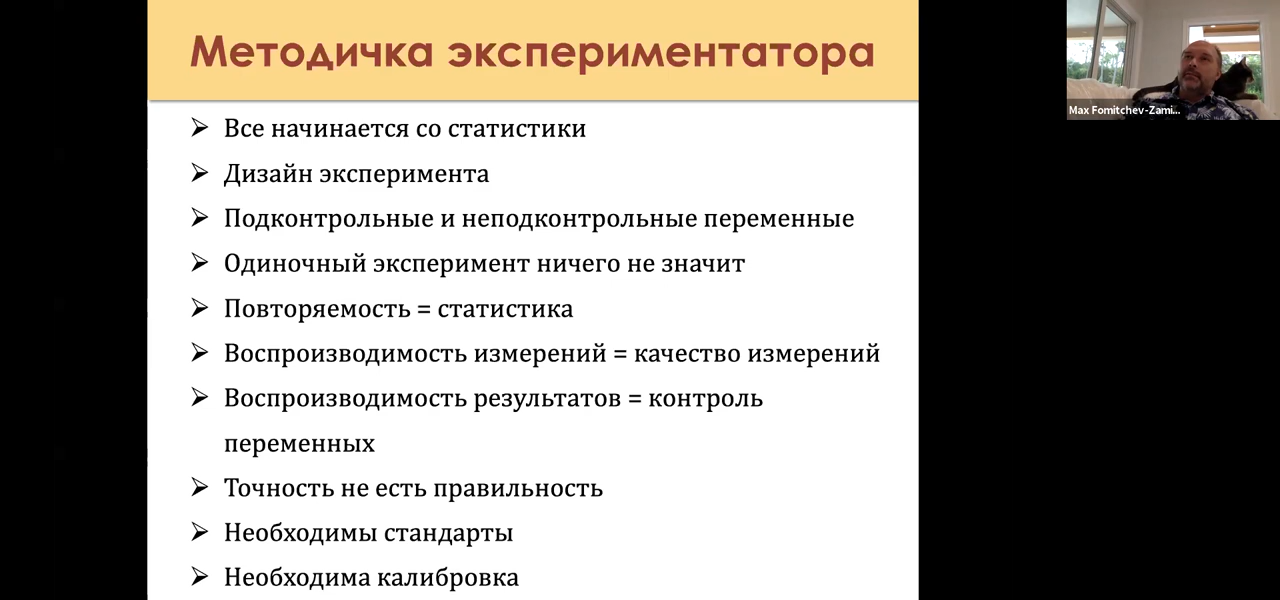 Методичка экспериментатора
Все начинается со статистики
Дизайн эксперимента
Подконтрольные и неподконтрольные переменные
Одиночный эксперимент ничего не значит
Повторяемость = статистика
Воспроизводимость измерений = качество измерений
Воспроизводимость результатов = контроль
переменных
Точность не есть правильность
Необходимы стандарты
Необходима калибровка
Max Fomitchev-Zami...